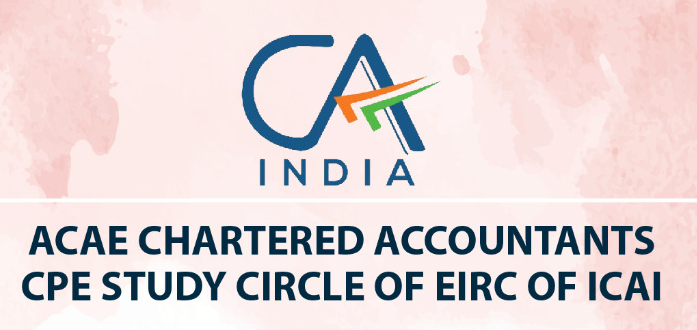 CA
INDIA
ACAE CHARTERED ACCOUNTANTS
CPE STUDY CIRCLE OF EIRC OF ICAI